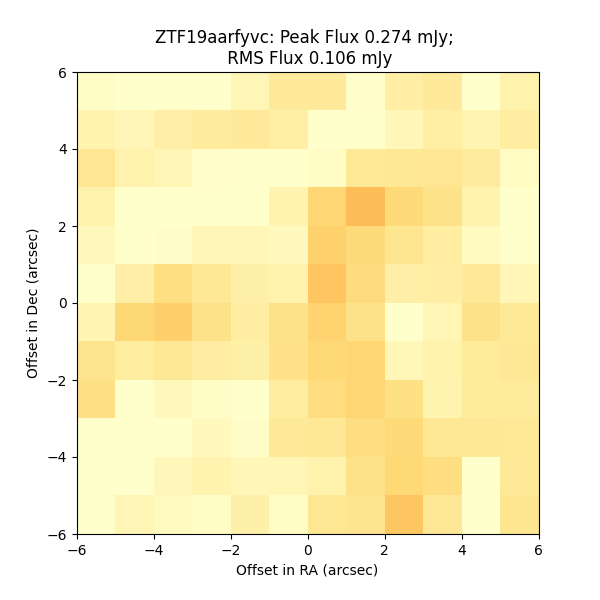 ZTF19aarfyvc: Peak Flux 0.274 mJy;
RMS Flux 0.106 mJy
6
4
2
0
−2
−4
−6
Offset in Dec (arcsec)
−6 −4 −2 0 2 4 6
Offset in RA (arcsec)